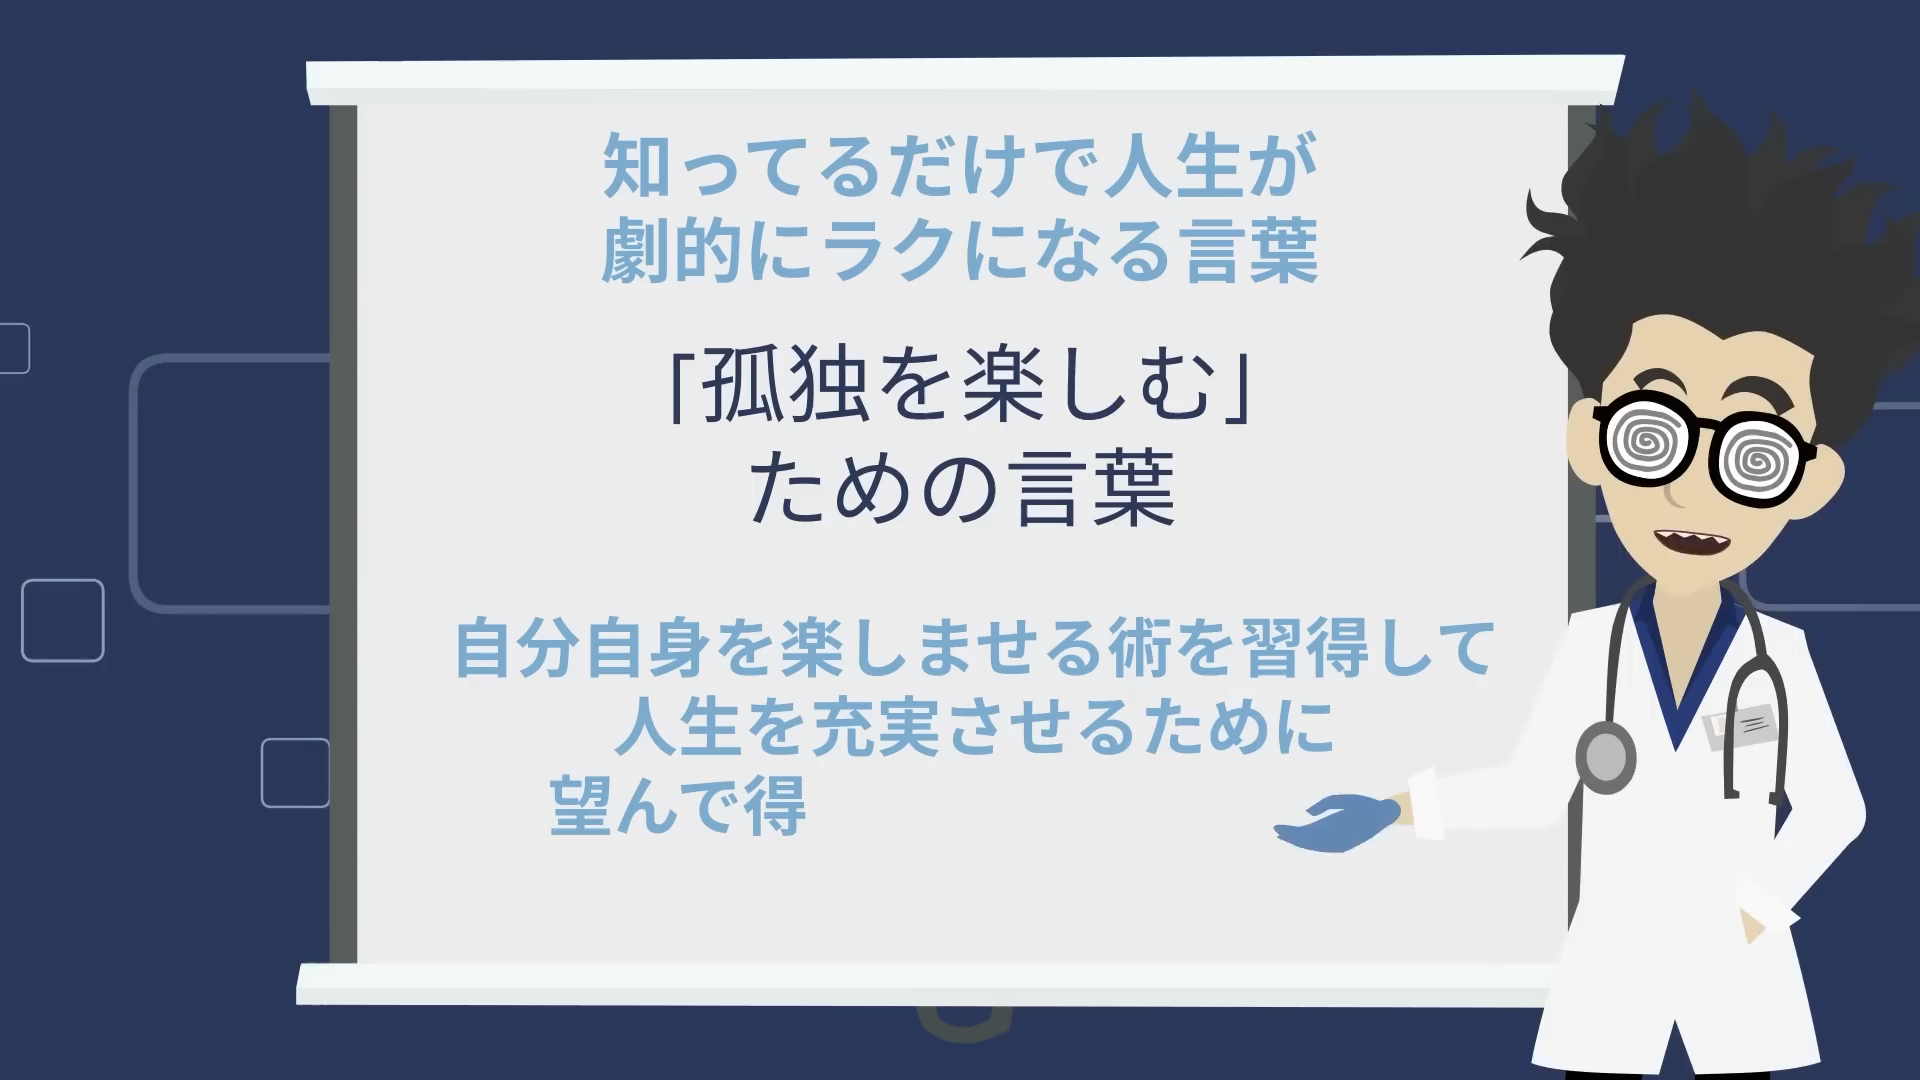 知ってるだけで人生が
劇的にラクになる言葉
「孤独を楽しむ」
ための言葉
自分自身を楽しませる術を習得して
人生を充実させるために
望んで得